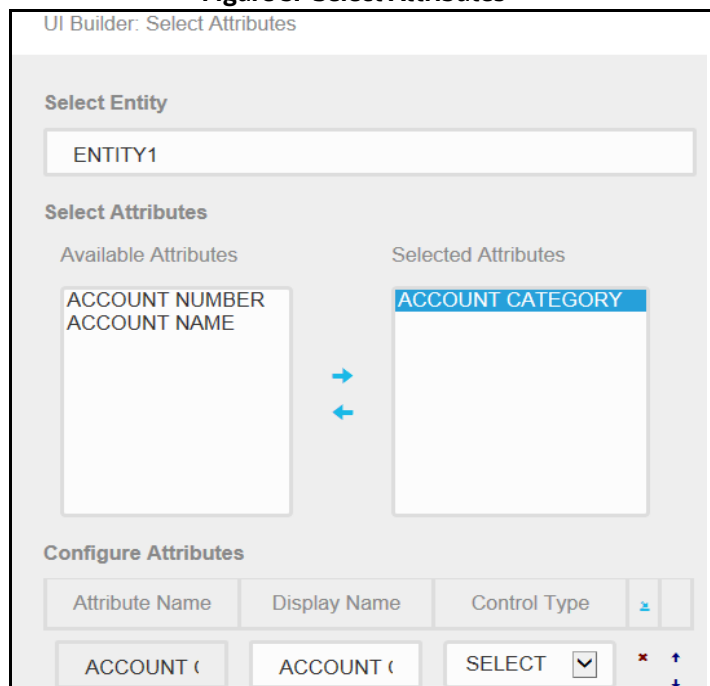 UI Builder: Select Attributes
Select Entity
ENTITY1
Select Attributes
Available Attributes Selected Attributes
ACCOUNT NUMBER ACCOUNT CATEGORY
ACCOUNT NAME
Configure Attributes
Attribute Name Display Name Control Type
ACCOUNT ACCOUNT SELECT